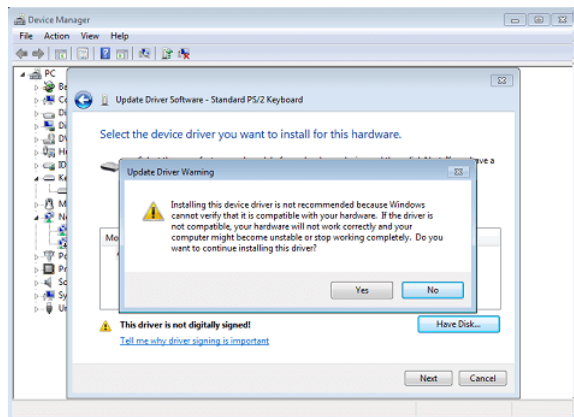 Device Manager
File Action View Help
PC
Update Driver Software - Standard PS/2 Keyboard
Select the device driver you want to install for this hardware.
Update Driver Warning
Installing this device driver is not recommended because Windows
cannot verify that it is compatible with your hardware. If the driver is
not compatible, your hardware will not work correctly and your
computer might become unstable or stop working completely. Do you
want to continue installing this driver?
Yes No
This driver is not digitally signed!
Have Disk...
Tell me why driver signing is important
Next Cancel